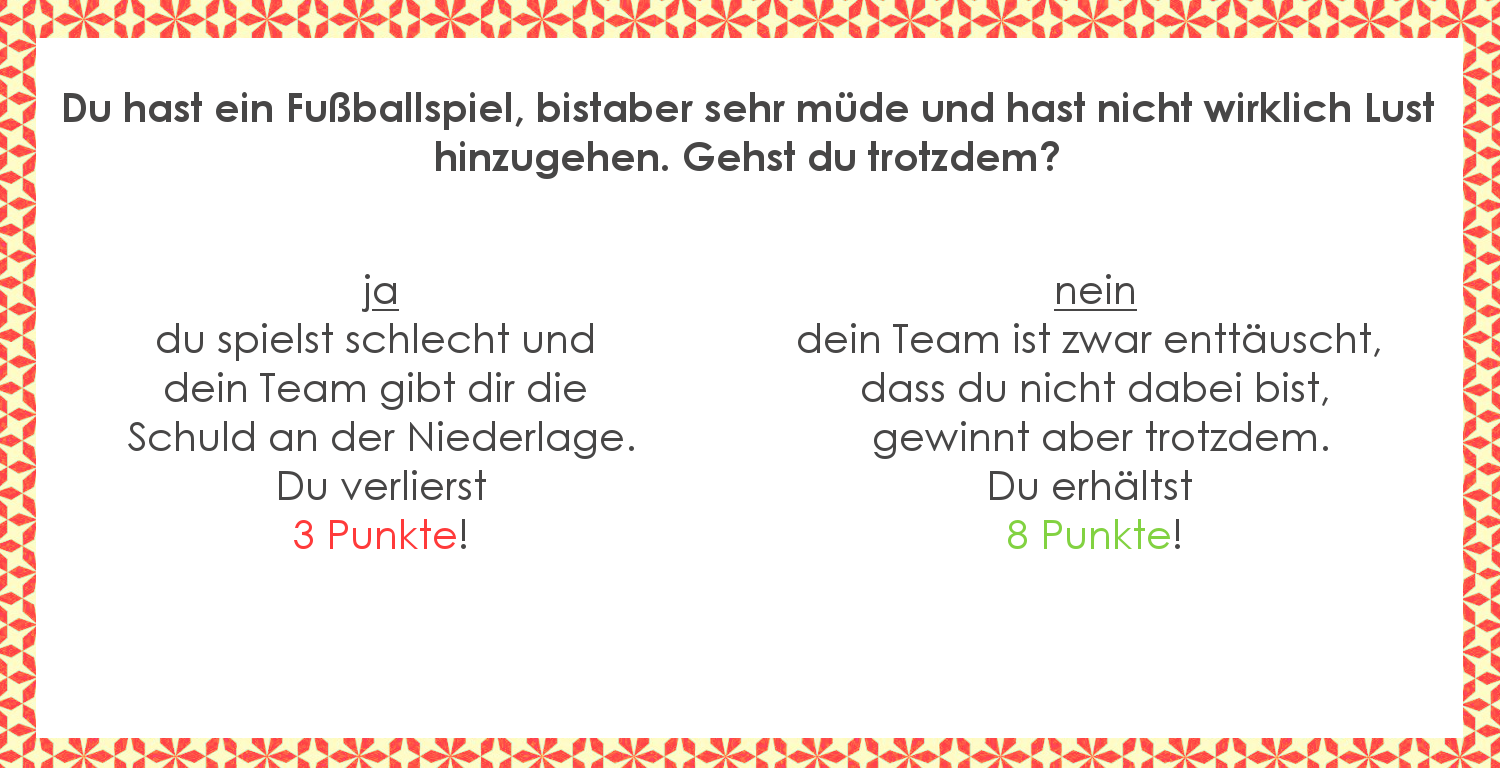 Du hast ein Fußballspiel, bistaber sehr müde und hast nicht wirklich Lust
hinzugehen. Gehst du trotzdem?
ja
du spielst schlecht und
dein Team gibt dir die
Schuld an der Niederlage.
Du verlierst
3 Punkte!
nein
dein Team ist zwar enttäuscht,
dass du nicht dabei bist,
gewinnt aber trotzdem.
Du erhältst
8 Punkte!